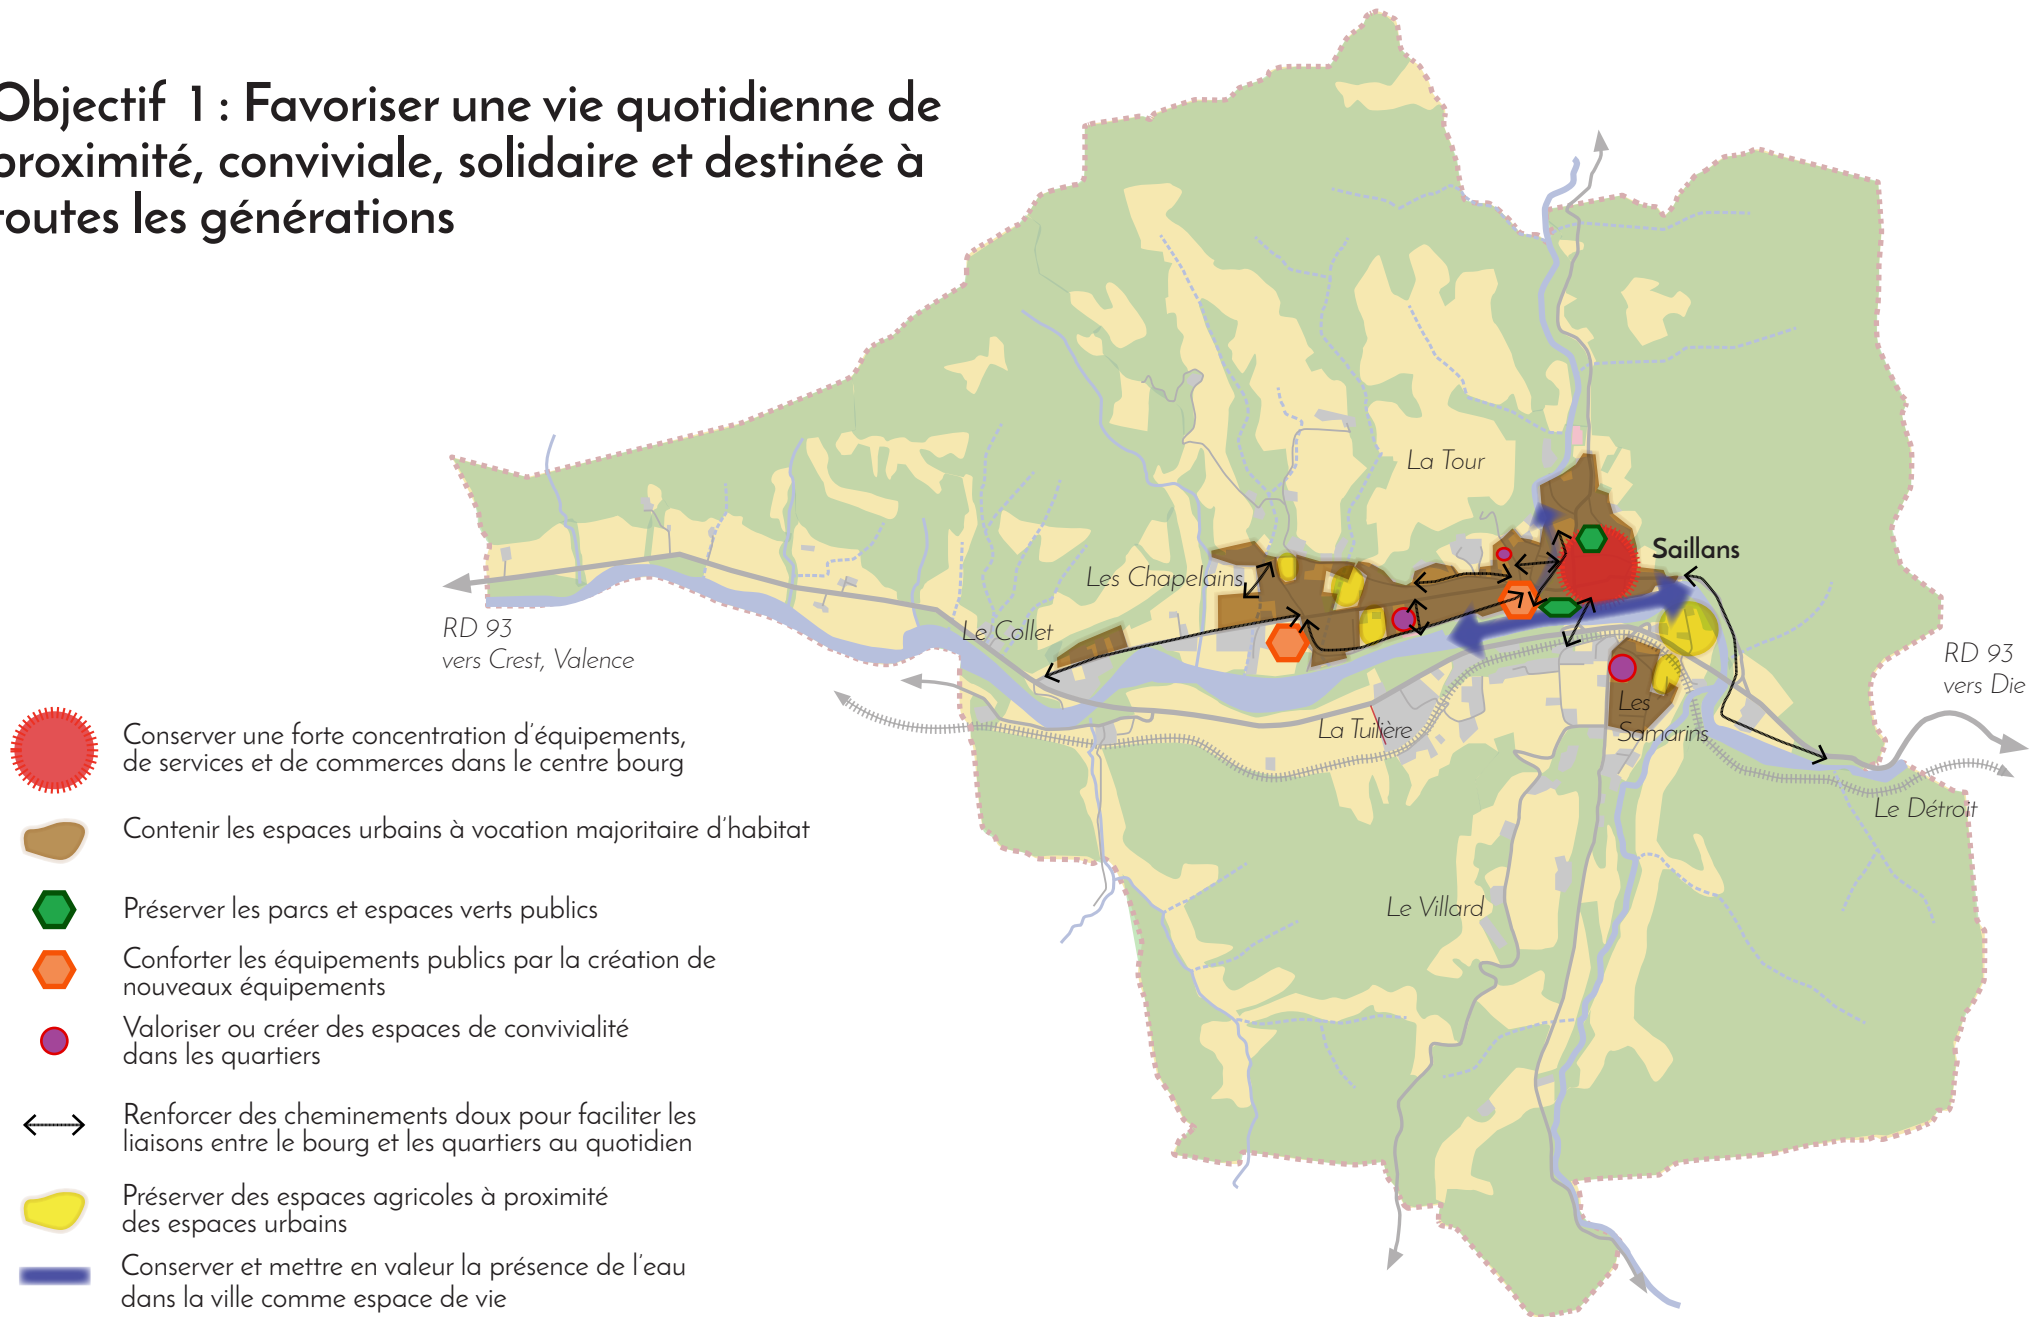 Objectif 1 : Favoriser une vie quotidienne de
proximité, conviviale, solidaire et destinée à
toutes les générations
La Tour
Saillans
Les Chapelains
Le Collet
RD 93
vers Crest, Valence
RD 93
vers Die
Les
Samarins
La Tuilière
Le Détroit
Le Villard
Conserver une forte concentration d'équipements,
de services et de commerces dans le centre bourg
Contenir les espaces urbains à vocation majoritaire d'habitat
Préserver les parcs et espaces verts publics
Conforter les équipements publics par la création de
nouveaux équipements
Valoriser ou créer des espaces de convivialité
dans les quartiers
Renforcer des cheminements doux pour faciliter les
liaisons entre le bourg et les quartiers au quotidien
Préserver des espaces agricoles à proximité
des espaces urbains
Conserver et mettre en valeur la présence de l'eau
dans la ville comme espace de vie